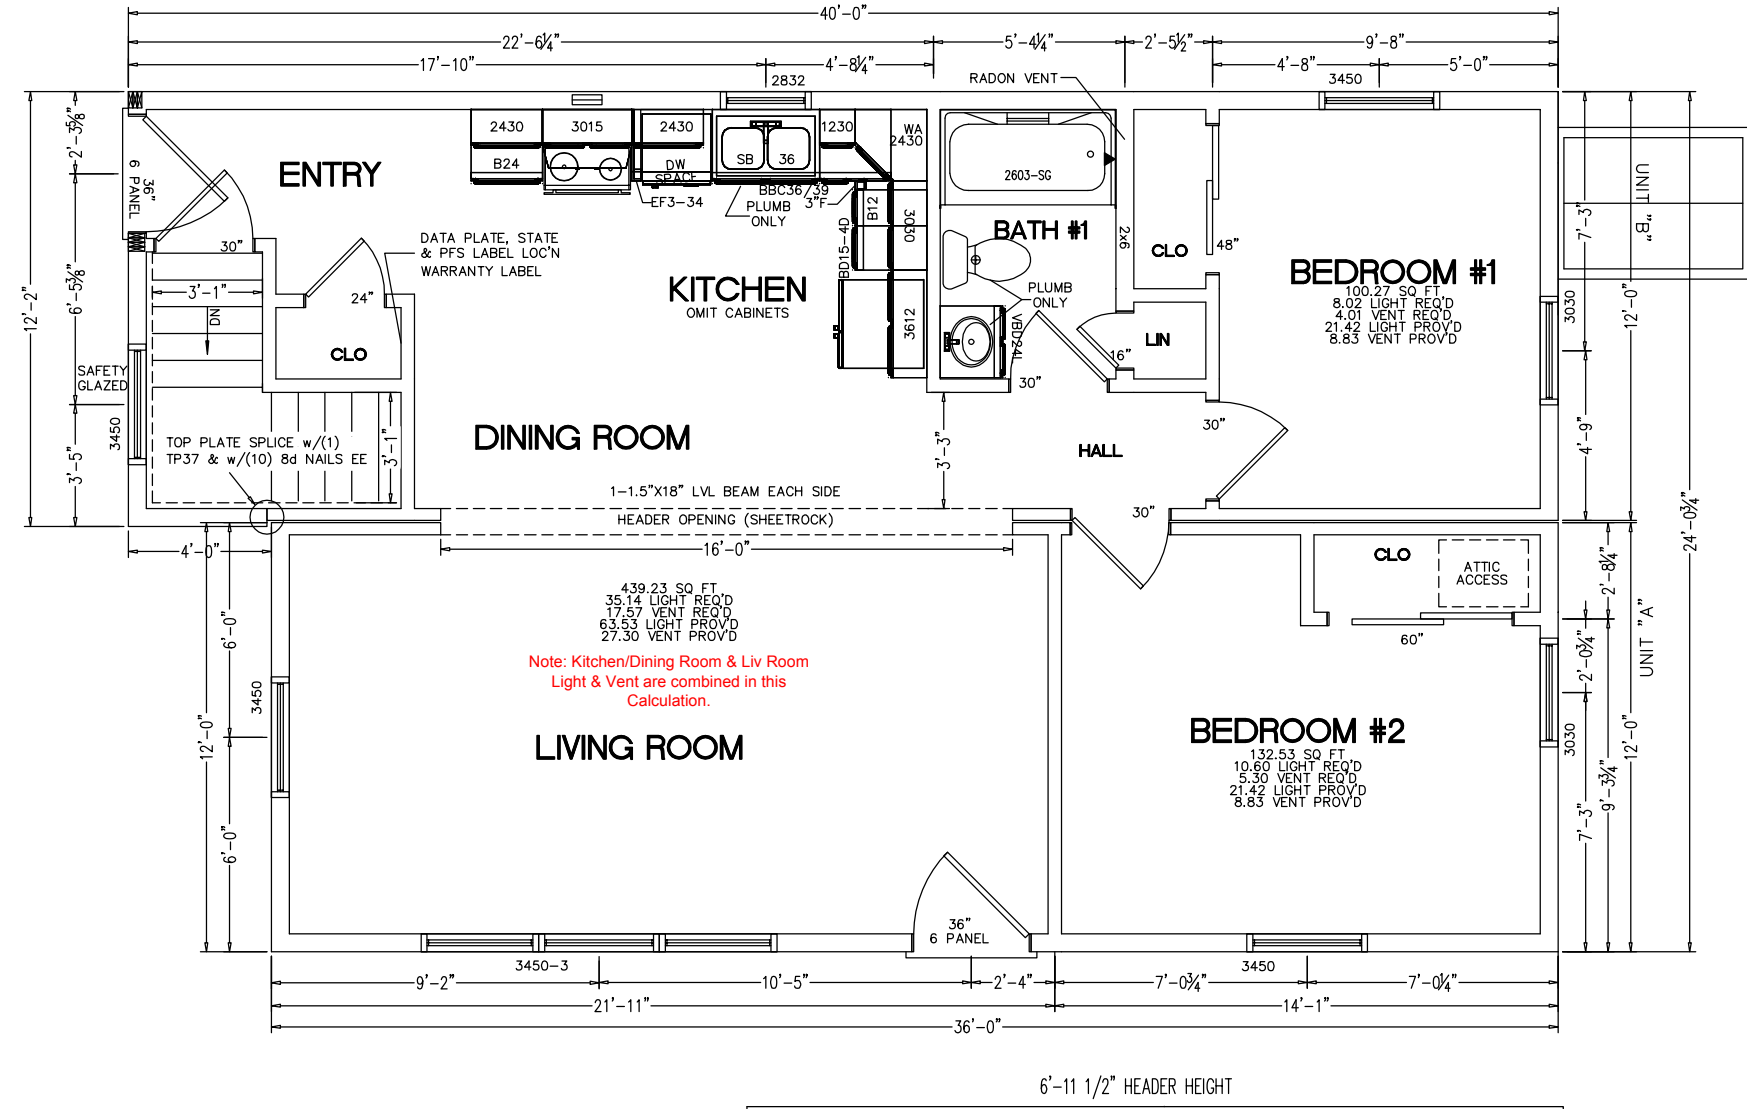 40'-0"
22'-6¼" 5'-4¼" 2'-5½" 9'-8"
17'-10" 4'-8¼" 4'-8" 5'-0"
RADON VENT
2832
3450
2430 3015 2430 1230 WA
2430
B24 DW
SPACE
SB 36
2603-SG
ENTRY
6 PANEL
36"
2'-3⅝"
EF3-34
PLUMB
ONLY
BBC36/39
3"F
B12
3030
BD15-4D
BATH #1
2x6
CLO
48"
7'-3"
UNIT "B"
30"
DATA PLATE, STATE
& PFS LABEL LOC'N
WARRANTY LABEL
KITCHEN
OMIT CABINETS
BEDROOM #1
100.27 SQ FT
8.02 LIGHT REQ'D
4.01 VENT REQ'D
21.42 LIGHT PROV'D
8.83 VENT PROV'D
12'-2"
6'-5⅜"
3'-1"
DN
24"
CLO
3612
VBD24L
PLUMB
ONLY
LIN
16"
30"
3030
12'-0"
SAFETY
GLAZED
3450
3'-5"
TOP PLATE SPLICE w/(1)
TP37 & w/(10) 8d NAILS EE
3'-1"
DINING ROOM
3'-3"
HALL
30"
4'-9"
1-1.5"X18" LVL BEAM EACH SIDE
HEADER OPENING (SHEETROCK)
30"
24'-0¾"
4'-0"
16'-0"
CLO
ATTIC
ACCESS
2'-8¼"
439.23 SQ FT
35.14 LIGHT REQ'D
17.57 VENT REQ'D
63.53 LIGHT PROV'D
27.30 VENT PROV'D
6'-0"
60"
UNIT "A"
2'-0¾"
Note: Kitchen/Dining Room & Liv Room
Light & Vent are combined in this
Calculation.
3450
12'-0"
LIVING ROOM
BEDROOM #2
132.53 SQ FT
10.60 LIGHT REQ'D
5.30 VENT REQ'D
21.42 LIGHT PROV'D
8.83 VENT PROV'D
3030
12'-0"
9'-3¾"
7'-3"
6'-0"
36"
6 PANEL
3450-3
3450
9'-2" 10'-5" 2'-4" 7'-0¾" 7'-0¼"
21'-11" 14'-1"
36'-0"
6'-11 1/2" HEADER HEIGHT